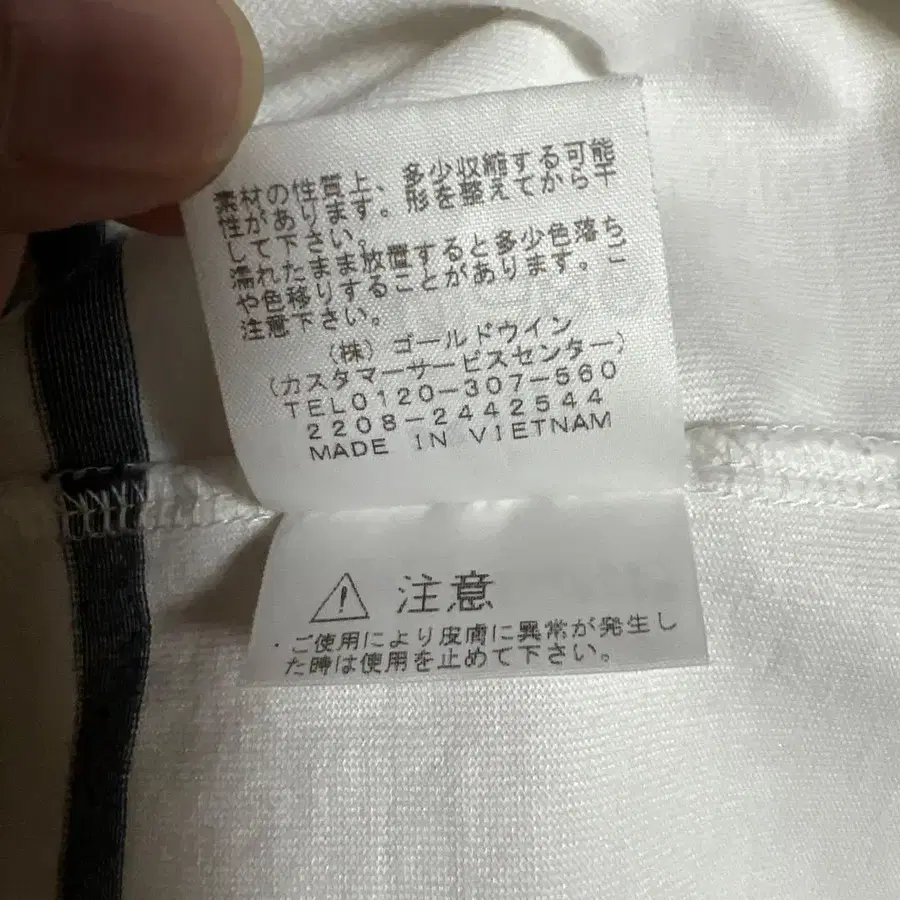 素材の性質上、多少収縮する可能
性があります。形を整えてから干
して下さい。
濡れたまま放置すると多少色落ち
や色移りすることがあります。ご
注意下さい。
(株)ゴールドウイン
(カスタマーサービスセンター)
TEL0120-307-560
2208-2442544
MADE IN VIETNAM
注意
・ご使用により皮膚に異常が発生し
た時は使用を止めて下さい。